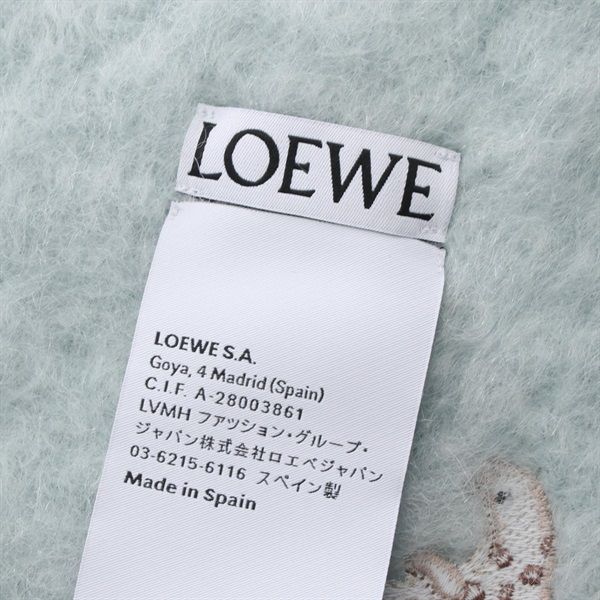 LOEWE
LOEWE S.A.
Goya, 4 Madrid (Spain)
C.I.F. A-28003861
LVMH ファッション・グループ・
ジャパン株式会社ロエベジャパン
03-6215-6116 スペイン製
Made in Spain